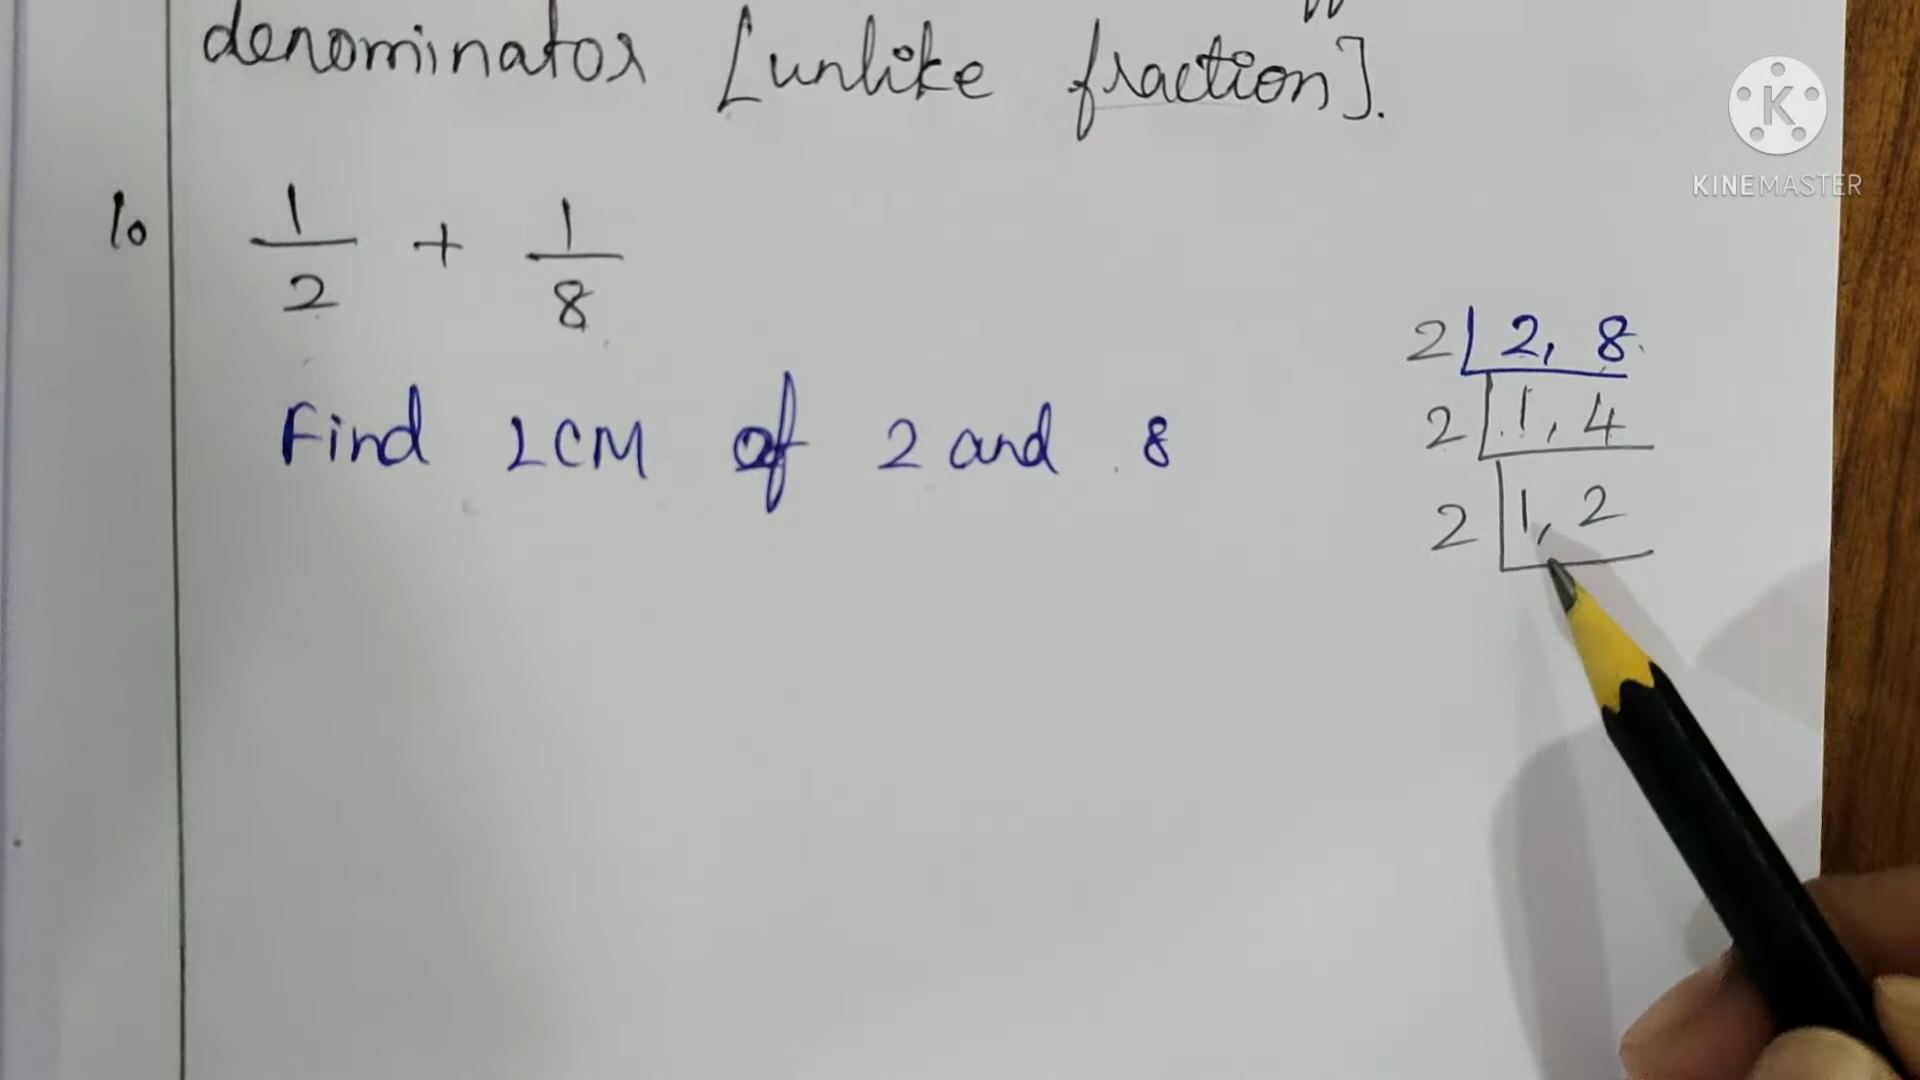 denominator [unlike fraction].
KINEMASTER
1. 1/2 + 1/8
Find LCM of 2 and 8
2 | 2, 8
2 | 1, 4
2 | 1, 2